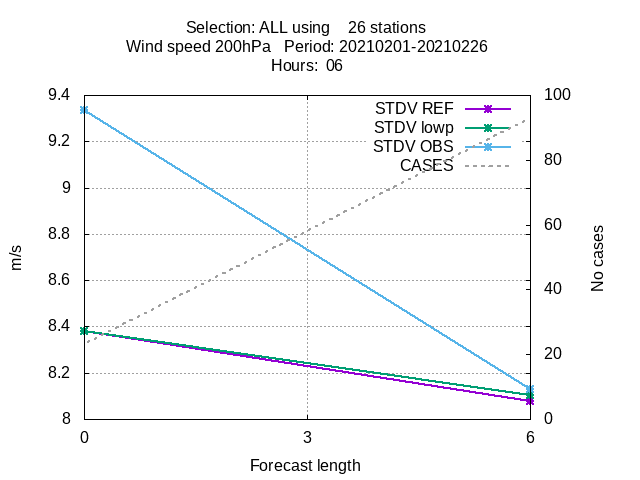 Selection: ALL using    26 stations
Wind speed 200hPa   Period: 20210201-20210226
Hours:  06
9.4
9.2
9
8.8
8.6
8.4
8.2
8
m/s
STDV REF
STDV lowp
STDV OBS
CASES
100
80
60
40
20
0
No cases
0
3
6
Forecast length